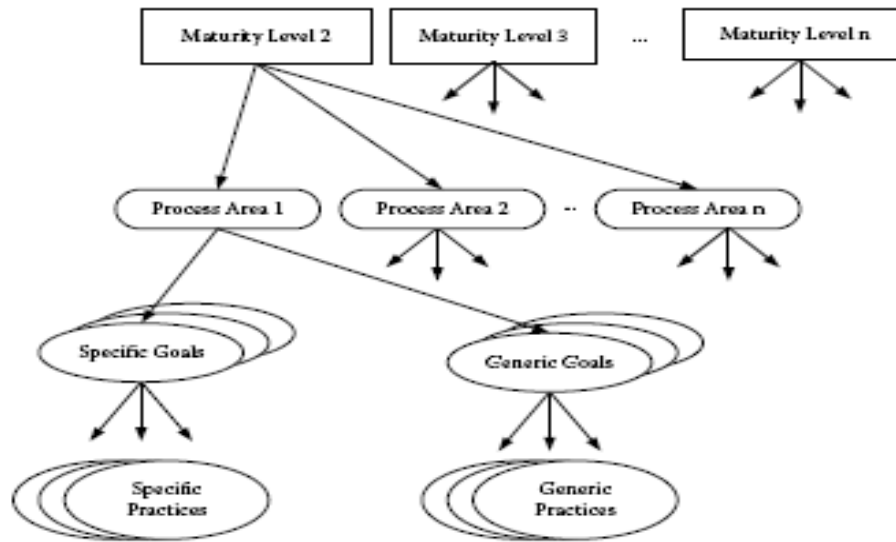 Maturity Level 2
Maturity Level 3
...
Maturity Level n
Process Area 1
Process Area 2
...
Process Area n
Specific Goals
Generic Goals
Specific
Practices
Generic
Practices